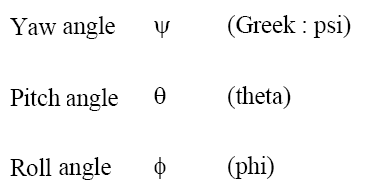 Yaw angle ψ (Greek : psi)
Pitch angle θ (theta)
Roll angle ϕ (phi)